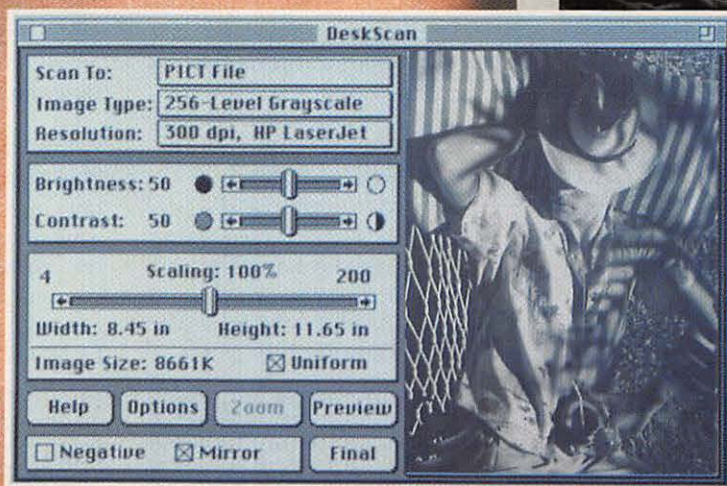 DeskScan
Scan To: PICT File
Image Type: 256-Level Grayscale
Resolution: 300 dpi, HP LaserJet
Brightness: 50
Contrast: 50
Scaling: 100%
4 200
Width: 8.45 in Height: 11.65 in
Image Size: 8661K Uniform
Help Options Zoom Preview
Negative Mirror Final